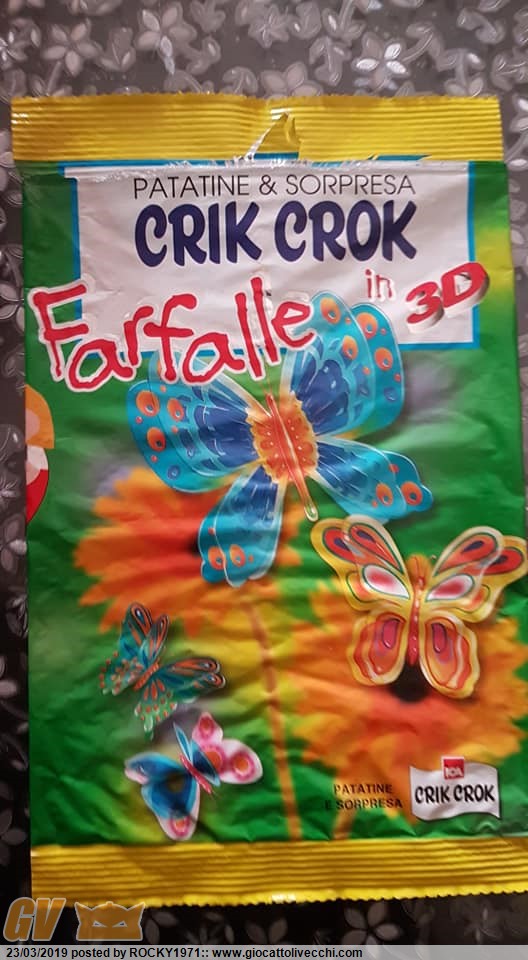 PATATINE & SORPRESA
CRIK CROK
Farfalle
in 3D
PATATINE
E SORPRESA
ICA
CRIK CROK
GV
23/03/2019 posted by ROCKY1971:: www.giocattolivecchi.com